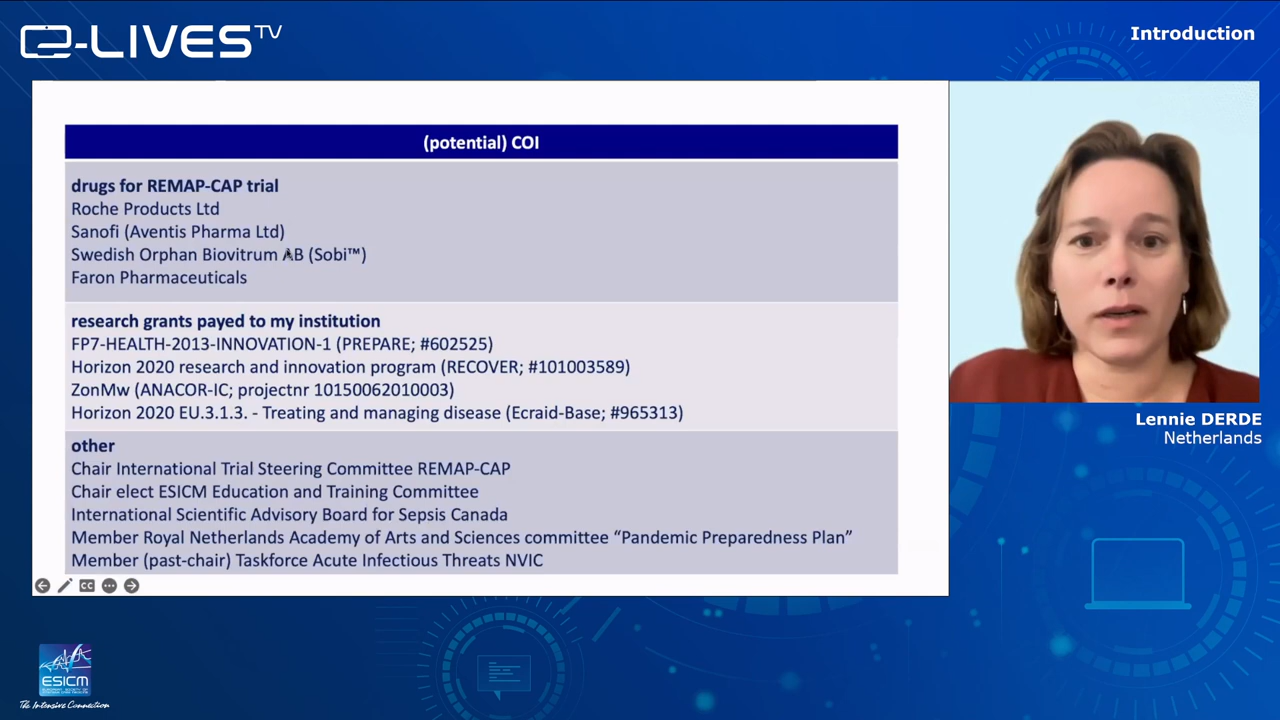 e-LIVES TV
Introduction
(potential) COI
drugs for REMAP-CAP trial
Roche Products Ltd
Sanofi (Aventis Pharma Ltd)
Swedish Orphan Biovitrum AB (Sobi™)
Faron Pharmaceuticals
research grants payed to my institution
FP7-HEALTH-2013-INNOVATION-1 (PREPARE; #602525)
Horizon 2020 research and innovation program (RECOVER; #101003589)
ZonMw (ANACOR-IC; projectnr 10150062010003)
Horizon 2020 EU.3.1.3. - Treating and managing disease (Ecraid-Base; #965313)
other
Chair International Trial Steering Committee REMAP-CAP
Chair elect ESICM Education and Training Committee
International Scientific Advisory Board for Sepsis Canada
Member Royal Netherlands Academy of Arts and Sciences committee “Pandemic Preparedness Plan”
Member (past-chair) Taskforce Acute Infectious Threats NVIC
CC
Lennie DERDE
Netherlands
ESICM
The Intensive Connection